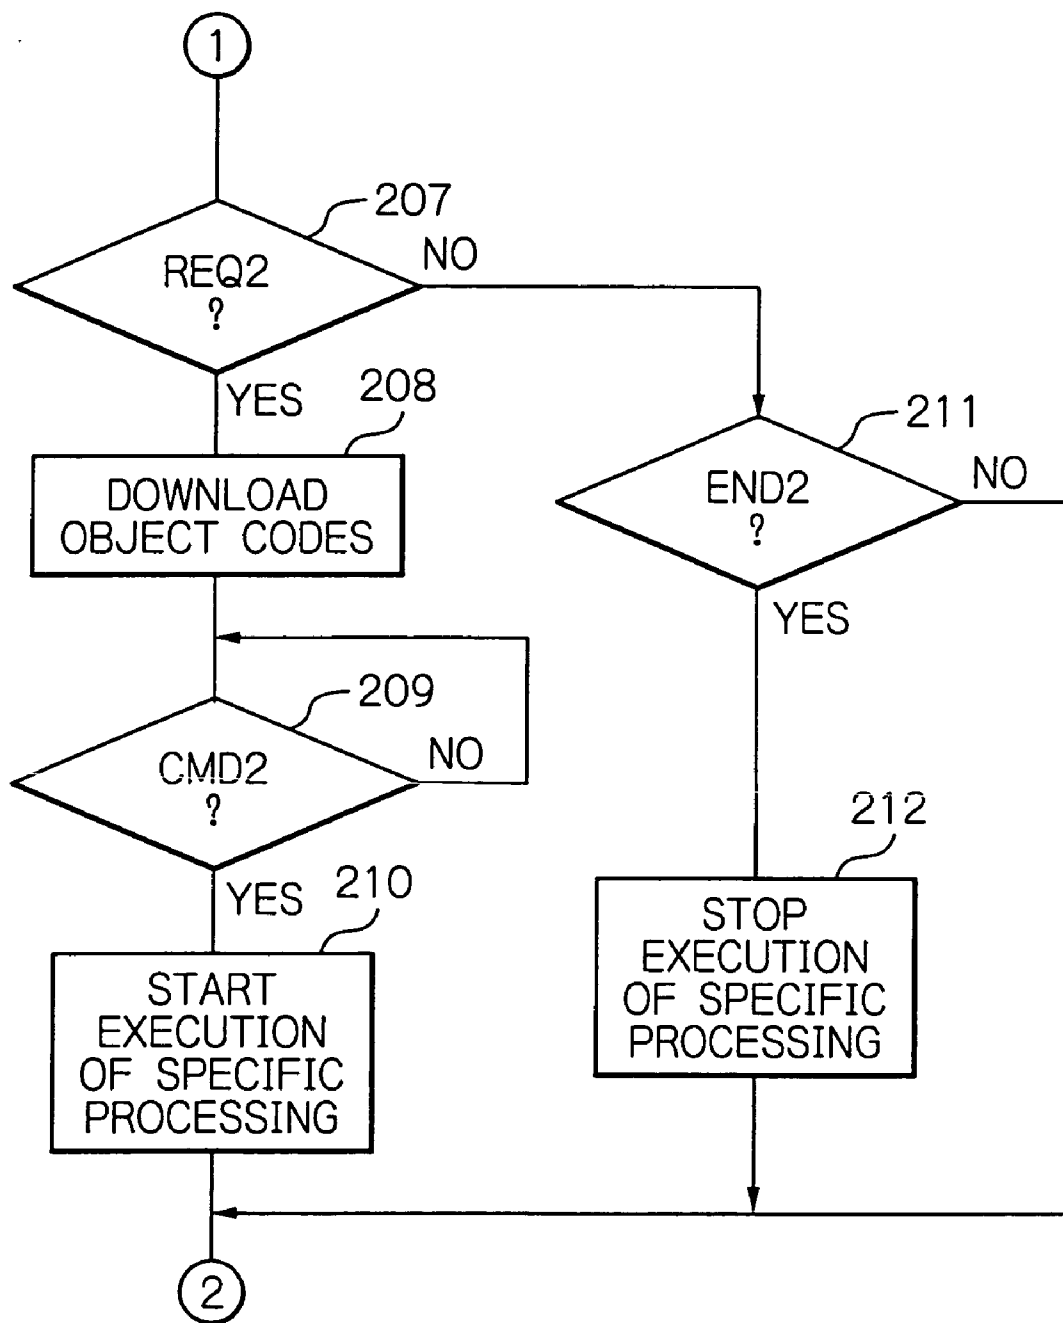 1
207
REQ2
?
NO
YES
208
DOWNLOAD
OBJECT CODES
211
END2
?
NO
YES
209
CMD2
?
NO
YES
210
START
EXECUTION
OF SPECIFIC
PROCESSING
212
STOP
EXECUTION
OF SPECIFIC
PROCESSING
2